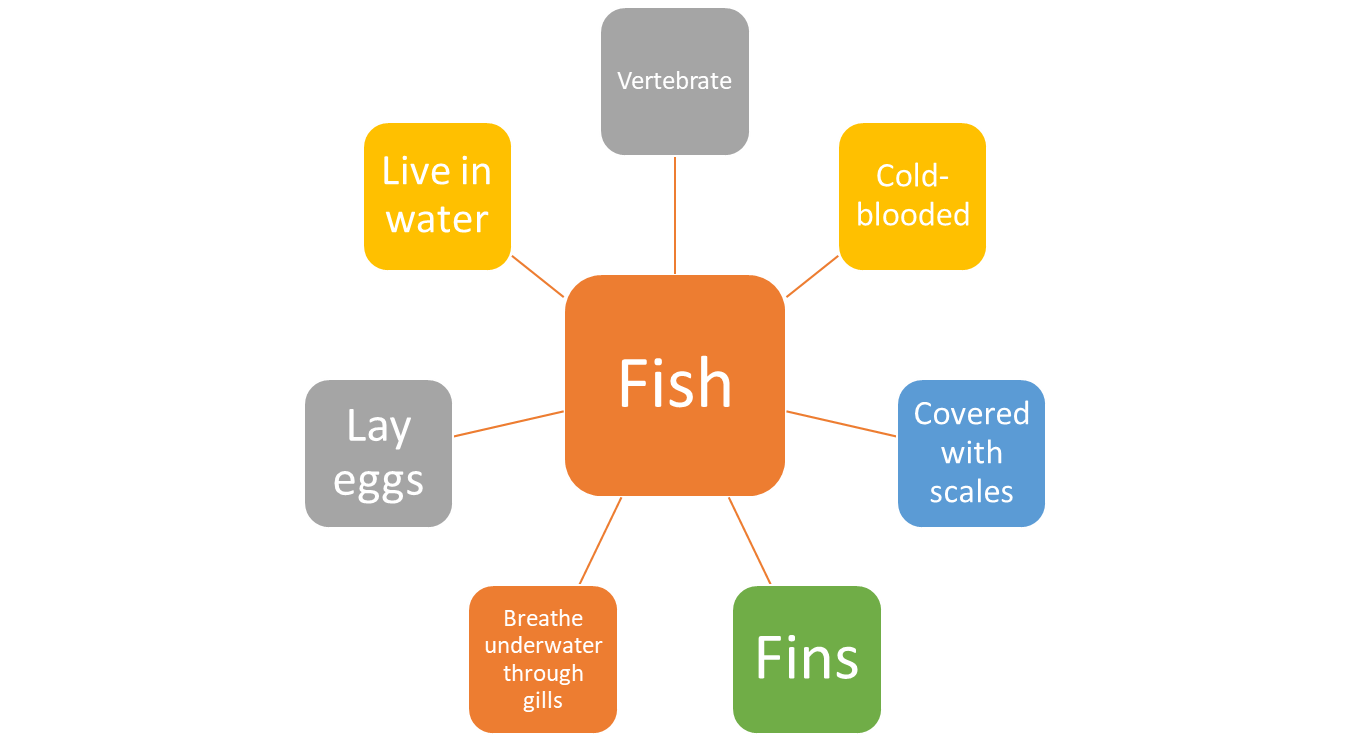 Vertebrate
Live in
water
Cold-
blooded
Fish
Lay
eggs
Covered
with
scales
Breathe
underwater
through
gills
Fins